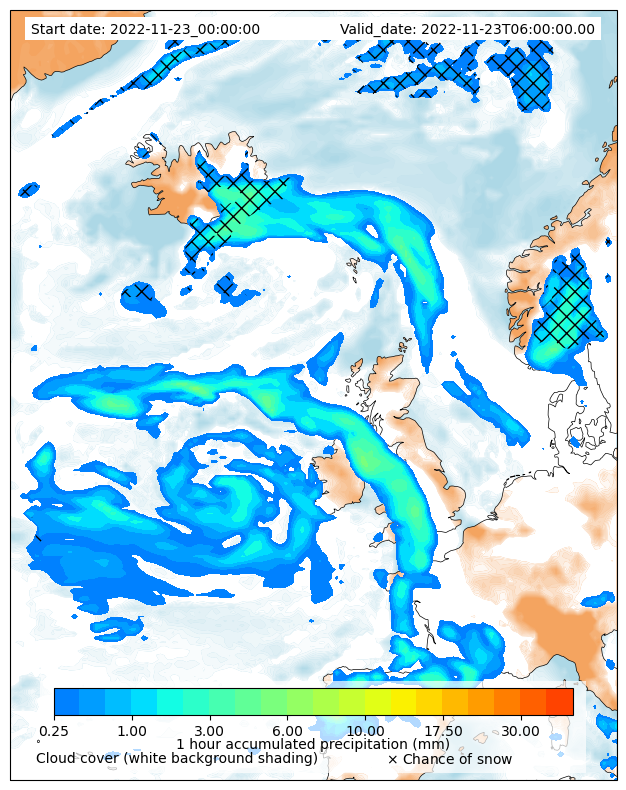 Start date: 2022-11-23_00:00:00 Valid_date: 2022-11-23T06:00:00.00
0.25 1.00 3.00 6.00 10.00 17.50 30.00
1 hour accumulated precipitation (mm)
Cloud cover (white background shading) × Chance of snow